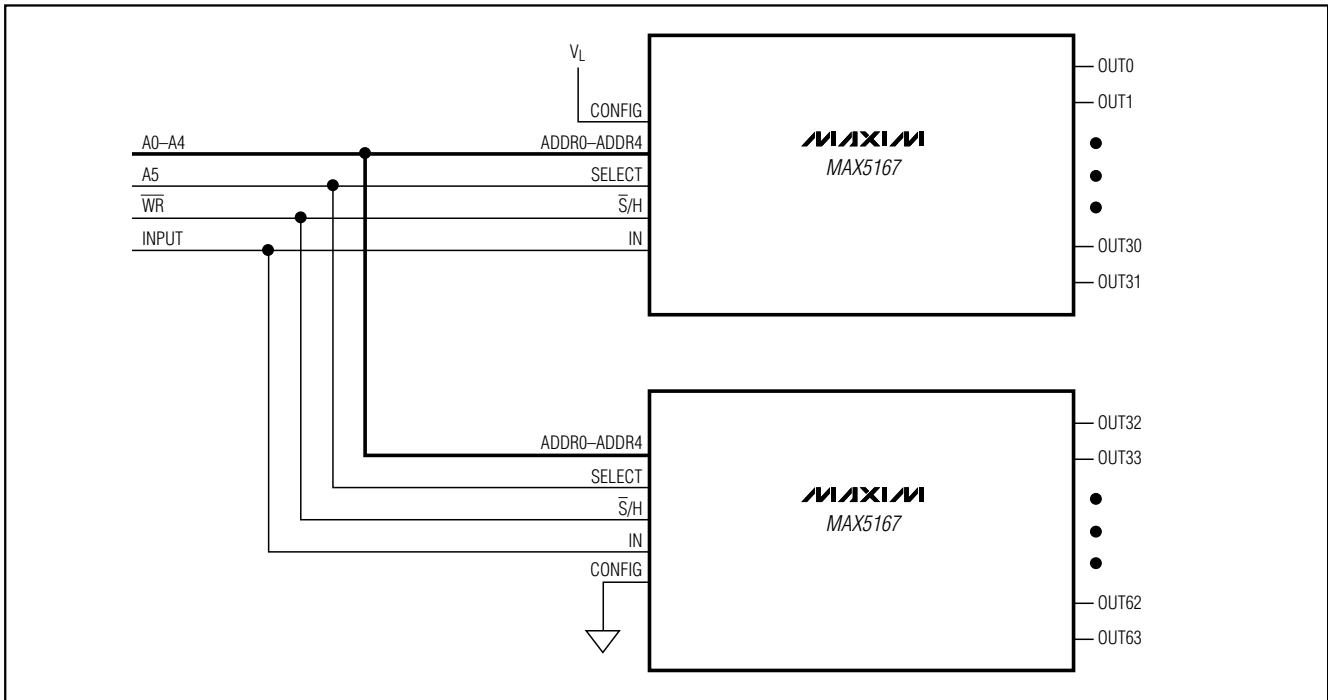 V_L
CONFIG
A0–A4
ADDR0–ADDR4
A5
SELECT
W̅R̅
S̅/H
INPUT
IN
MAXIM
MAX5167
OUT0
OUT1
OUT30
OUT31
ADDR0–ADDR4
SELECT
S̅/H
IN
CONFIG
MAXIM
MAX5167
OUT32
OUT33
OUT62
OUT63